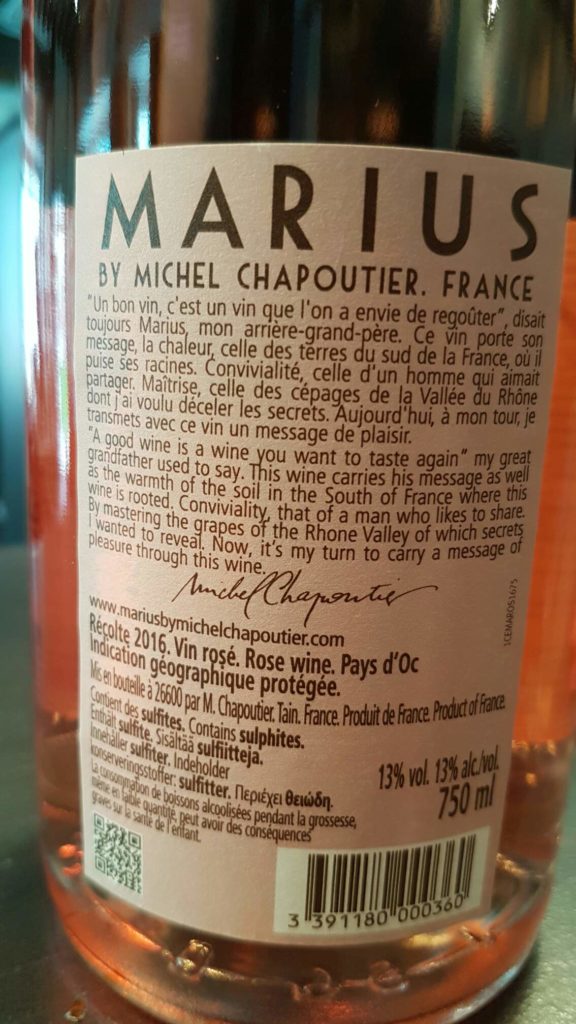 MARIUS
BY MICHEL CHAPOUTIER. FRANCE
"Un bon vin, c'est un vin que l'on a envie de regoûter", disait
toujours Marius, mon arrière-grand-père. Ce vin porte son
message, la chaleur, celle des terres du sud de la France, où il
puise ses racines. Convivialité, celle d'un homme qui aimait
partager. Maîtrise, celle des cépages de la Vallée du Rhône
dont j'ai voulu déceler les secrets. Aujourd'hui, à mon tour, je
transmets avec ce vin un message de plaisir.
"A good wine is a wine you want to taste again" my great
grandfather used to say. This wine carries his message as well
as the warmth of the soil in the South of France where this
wine is rooted. Conviviality, that of a man who likes to share.
By mastering the grapes of the Rhone Valley of which secrets
I wanted to reveal. Now, it's my turn to carry a message of
pleasure through this wine.
Michel Chapoutier
www.mariusbymichelchapoutier.com
Récolte 2016. Vin rosé. Rose wine. Pays d'Oc
Indication géographique protégée.
Mis en bouteille à 26600 par M. Chapoutier. Tain. France. Produit de France. Product of France.
Contient des sulfites. Contains sulphites.
Enthält sulfite. Sisältää sulfiitteja.
Innehåller sulfiter. Indeholder
konserveringsstoffer: sulfitter. Περιέχει θειώδη.
La consommation de boissons alcoolisées pendant la grossesse,
même en faible quantité, peut avoir des conséquences
graves sur la santé de l'enfant.
13% vol. 13% alc./vol.
750 ml
1CEMAROS1675
3 391180 000360